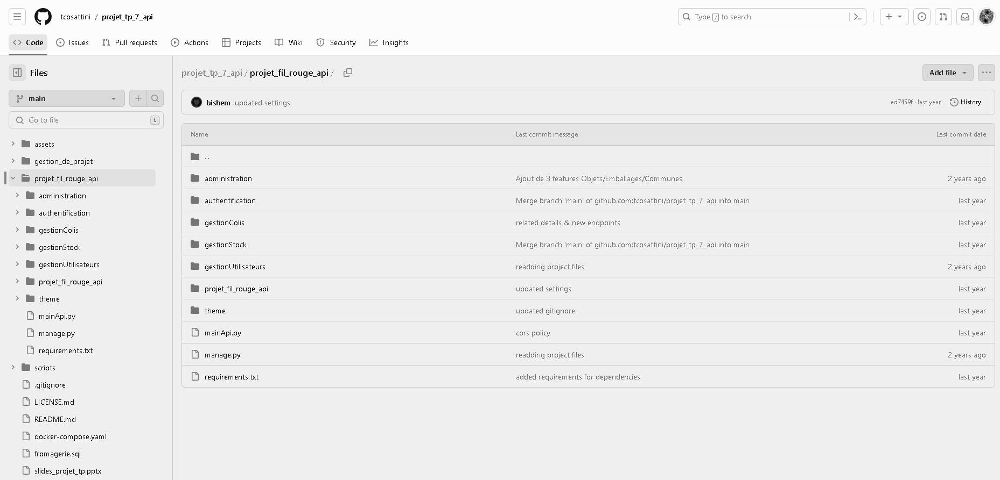 tcosattini / projet_tp_7_api
Type / to search
Code Issues Pull requests Actions Projects Wiki Security Insights
Files
main
Go to file t
assets
gestion_de_projet
projet_fil_rouge_api
administration
authentification
gestionColis
gestionStock
gestionUtilisateurs
projet_fil_rouge_api
theme
mainApi.py
manage.py
requirements.txt
scripts
.gitignore
LICENSE.md
README.md
docker-compose.yaml
fromagerie.sql
slides_projet_tp.pptx
projet_tp_7_api / projet_fil_rouge_api /
Add file
bishem updated settings ed7459f · last year History
Name Last commit message Last commit date
..
administration Ajout de 3 features Objets/Emballages/Communes 2 years ago
authentification Merge branch 'main' of github.com:tcosattini/projet_tp_7_api into main last year
gestionColis related details & new endpoints last year
gestionStock Merge branch 'main' of github.com:tcosattini/projet_tp_7_api into main last year
gestionUtilisateurs readding project files 2 years ago
projet_fil_rouge_api updated settings last year
theme updated gitignore last year
mainApi.py cors policy last year
manage.py readding project files 2 years ago
requirements.txt added requirements for dependencies last year